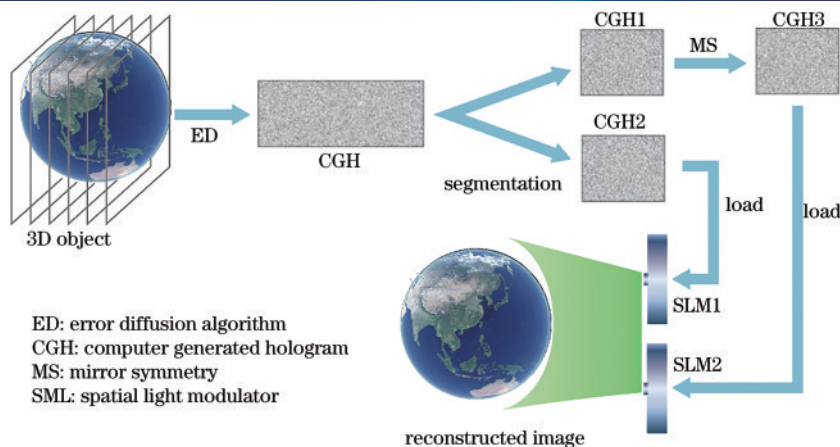 CGH1
MS
CGH3
ED
CGH
CGH2
segmentation
load
load
3D object
SLM1
SLM2
ED: error diffusion algorithm
CGH: computer generated hologram
MS: mirror symmetry
SML: spatial light modulator
reconstructed image